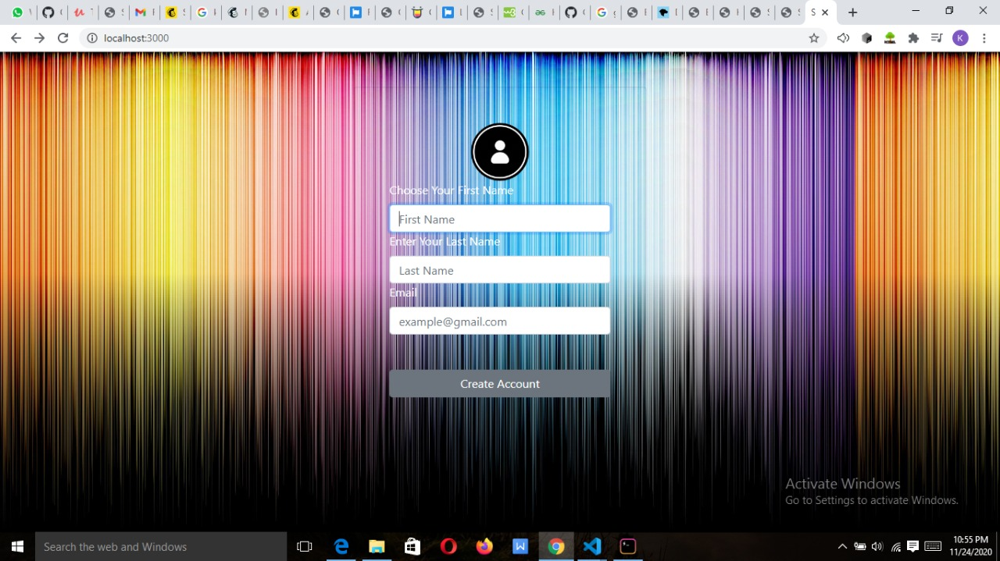 localhost:3000
K
Choose Your First Name
First Name
Enter Your Last Name
Last Name
Email
example@gmail.com
Create Account
Activate Windows
Go to Settings to activate Windows.
Search the web and Windows
10:55 PM
11/24/2020